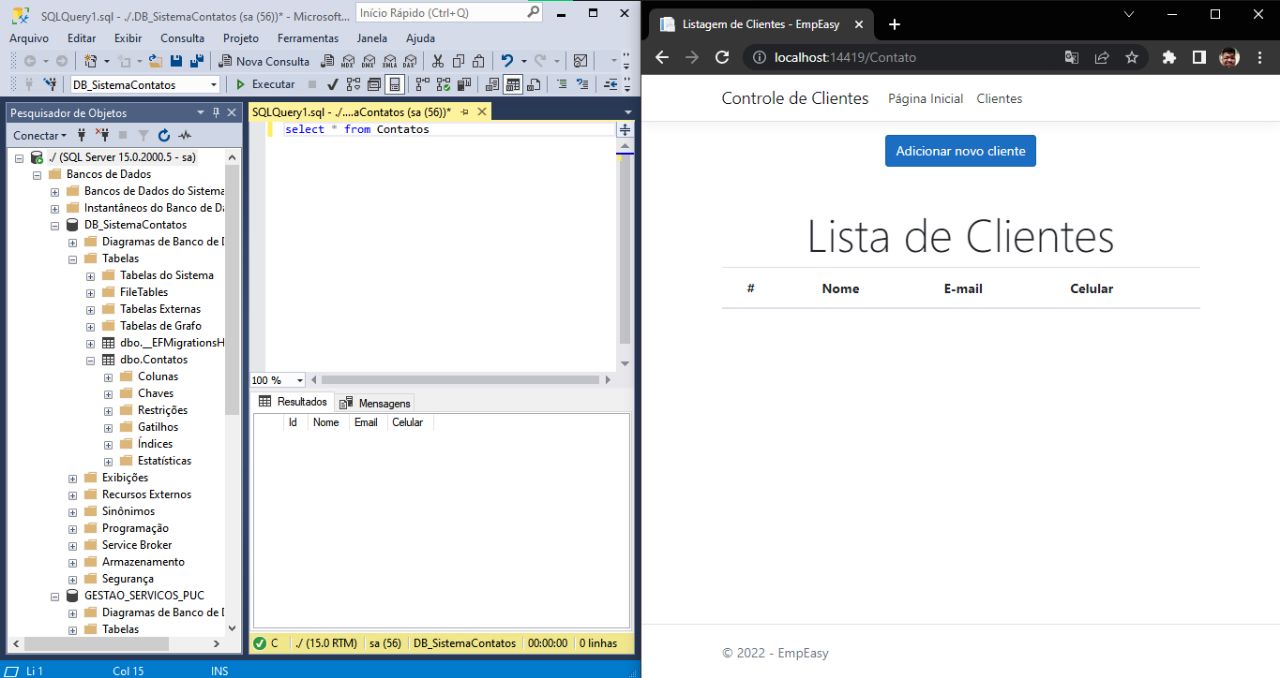 SQLQuery1.sql - ./.DB_SistemaContatos (sa (56))* - Microsoft...
Início Rápido (Ctrl+Q)
Arquivo Editar Exibir Consulta Projeto Ferramentas Janela Ajuda
Nova Consulta
DB_SistemaContatos
Executar
Pesquisador de Objetos
Conectar
./ (SQL Server 15.0.2000.5 - sa)
Bancos de Dados
Bancos de Dados do Sistema
Instantâneos do Banco de Da
DB_SistemaContatos
Diagramas de Banco de D
Tabelas
Tabelas do Sistema
FileTables
Tabelas Externas
Tabelas de Grafo
dbo.__EFMigrationsH
dbo.Contatos
Colunas
Chaves
Restrições
Gatilhos
Índices
Estatísticas
Exibições
Recursos Externos
Sinônimos
Programação
Service Broker
Armazenamento
Segurança
GESTAO_SERVICOS_PUC
Diagramas de Banco de D
Tabelas
SQLQuery1.sql - ./....aContatos (sa (56))*
select * from Contatos
100 %
Resultados Mensagens
Id Nome Email Celular
C ./ (15.0 RTM) sa (56) DB_SistemaContatos 00:00:00 0 linhas
Li 1 Col 15 INS
Listagem de Clientes - EmpEasy
localhost:14419/Contato
Controle de Clientes Página Inicial Clientes
Adicionar novo cliente
Lista de Clientes
# Nome E-mail Celular
© 2022 - EmpEasy